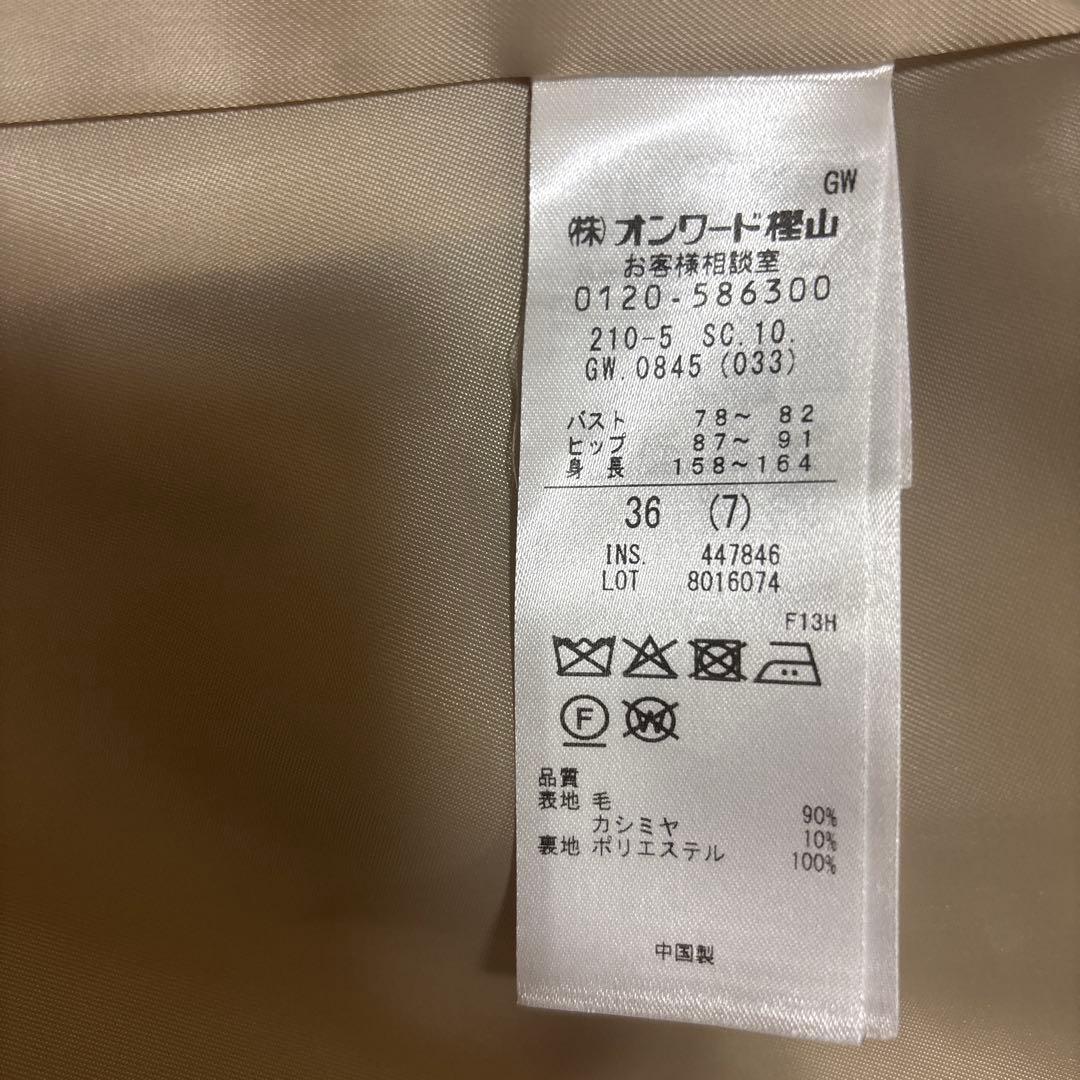 GW
(株)オンワード樫山
お客様相談室
0120-586300
210-5 SC.10.
GW.0845 (033)
バスト 78～ 82
ヒップ 87～ 91
身 長 158～164
36 (7)
INS. 447846
LOT 8016074
F13H
F W
品質
表地 毛 90%
カシミヤ 10%
裏地 ポリエステル 100%
中国製